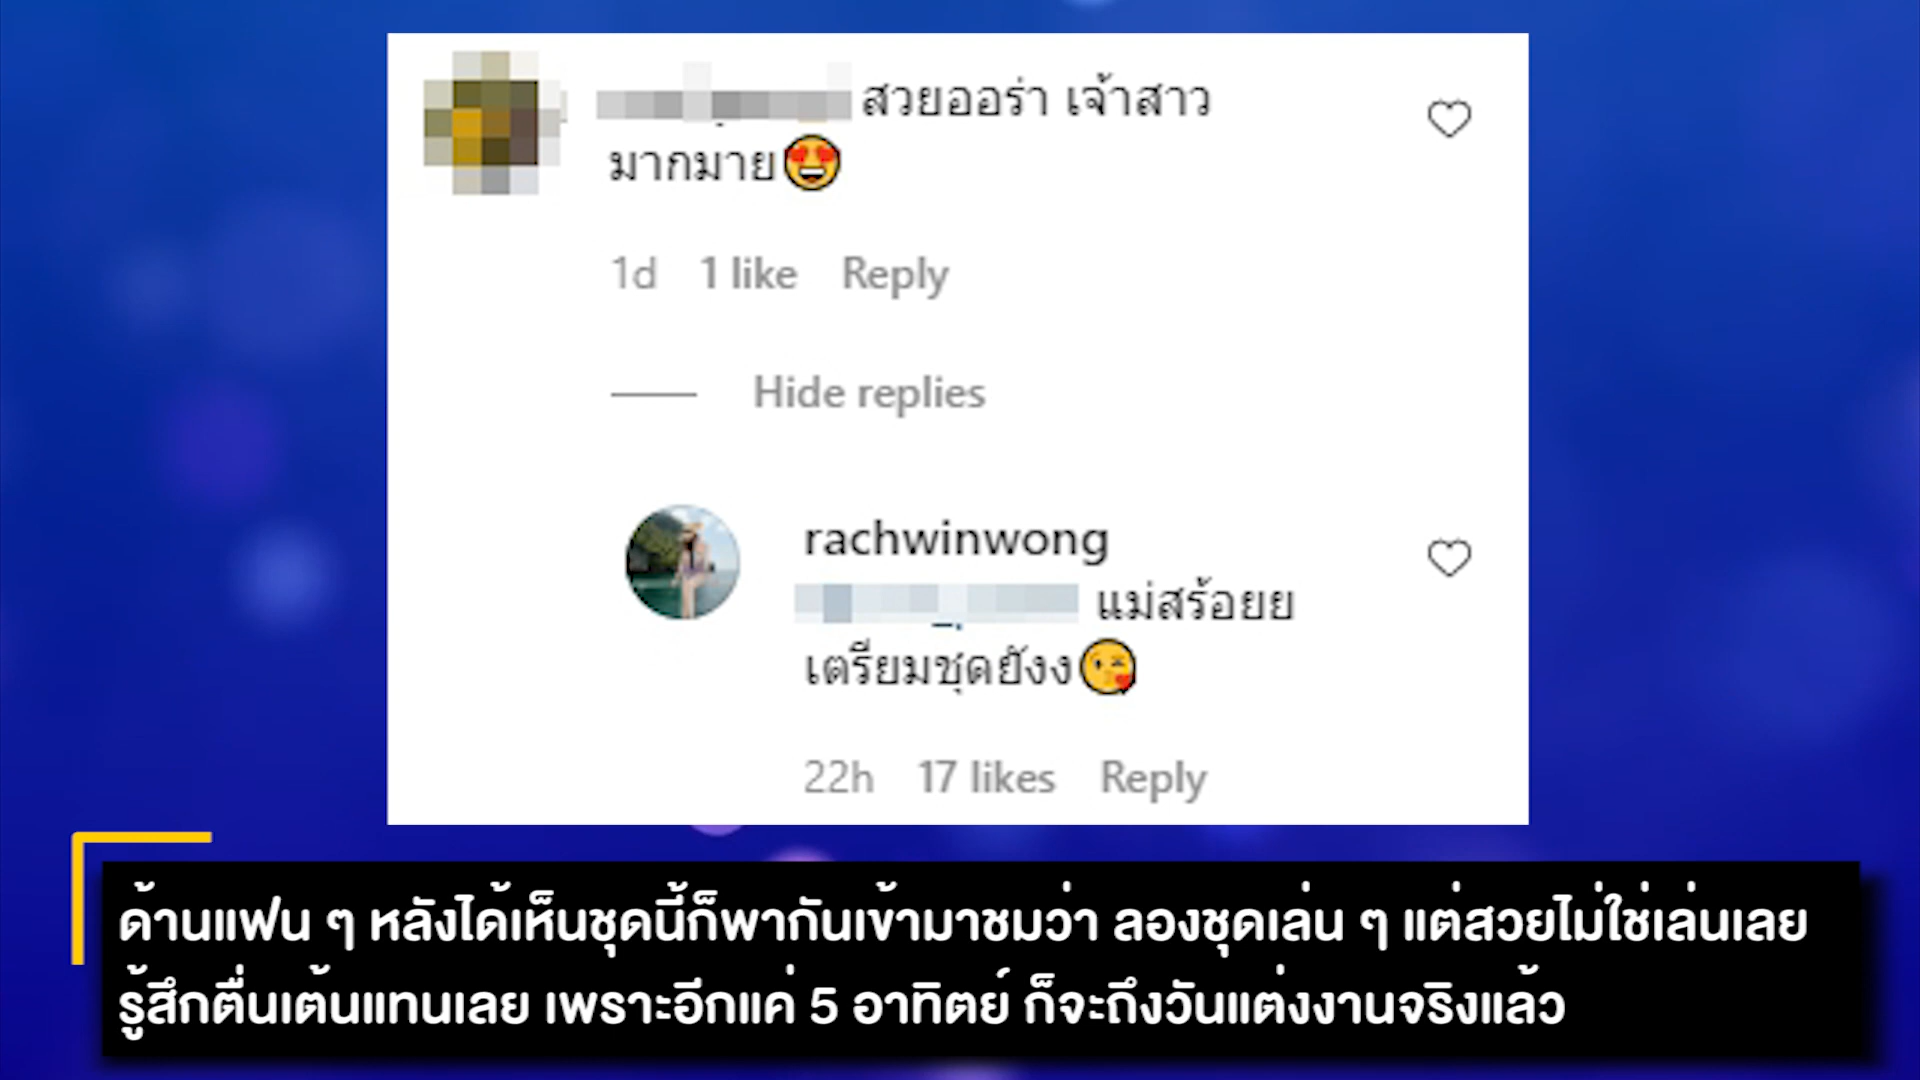 สวยออร่า เจ้าสาว
มากมาย😍
1d 1 like Reply
Hide replies
rachwinwong
แม่สร้อยย
เตรียมชุดยังง😘
22h 17 likes Reply
ด้านแฟน ๆ หลังได้เห็นชุดนี้ก็พากันเข้ามาชมว่า ลองชุดเล่น ๆ แต่สวยไม่ใช่เล่นเลย
รู้สึกตื่นเต้นแทนเลย เพราะอีกแค่ 5 อาทิตย์ ก็จะถึงวันแต่งงานจริงแล้ว